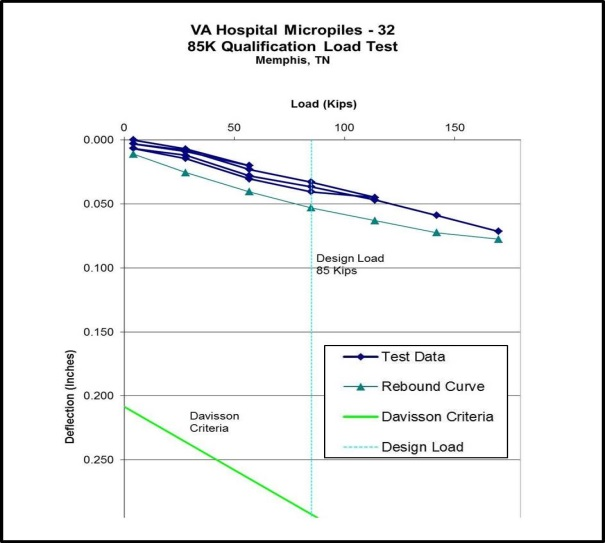 VA Hospital Micropiles - 32
85K Qualification Load Test
Memphis, TN
Load (Kips)
0 50 100 150
0.000
0.050
0.100
0.150
0.200
0.250
Deflection (Inches)
Design Load
85 Kips
Davisson
Criteria
Test Data
Rebound Curve
Davisson Criteria
Design Load